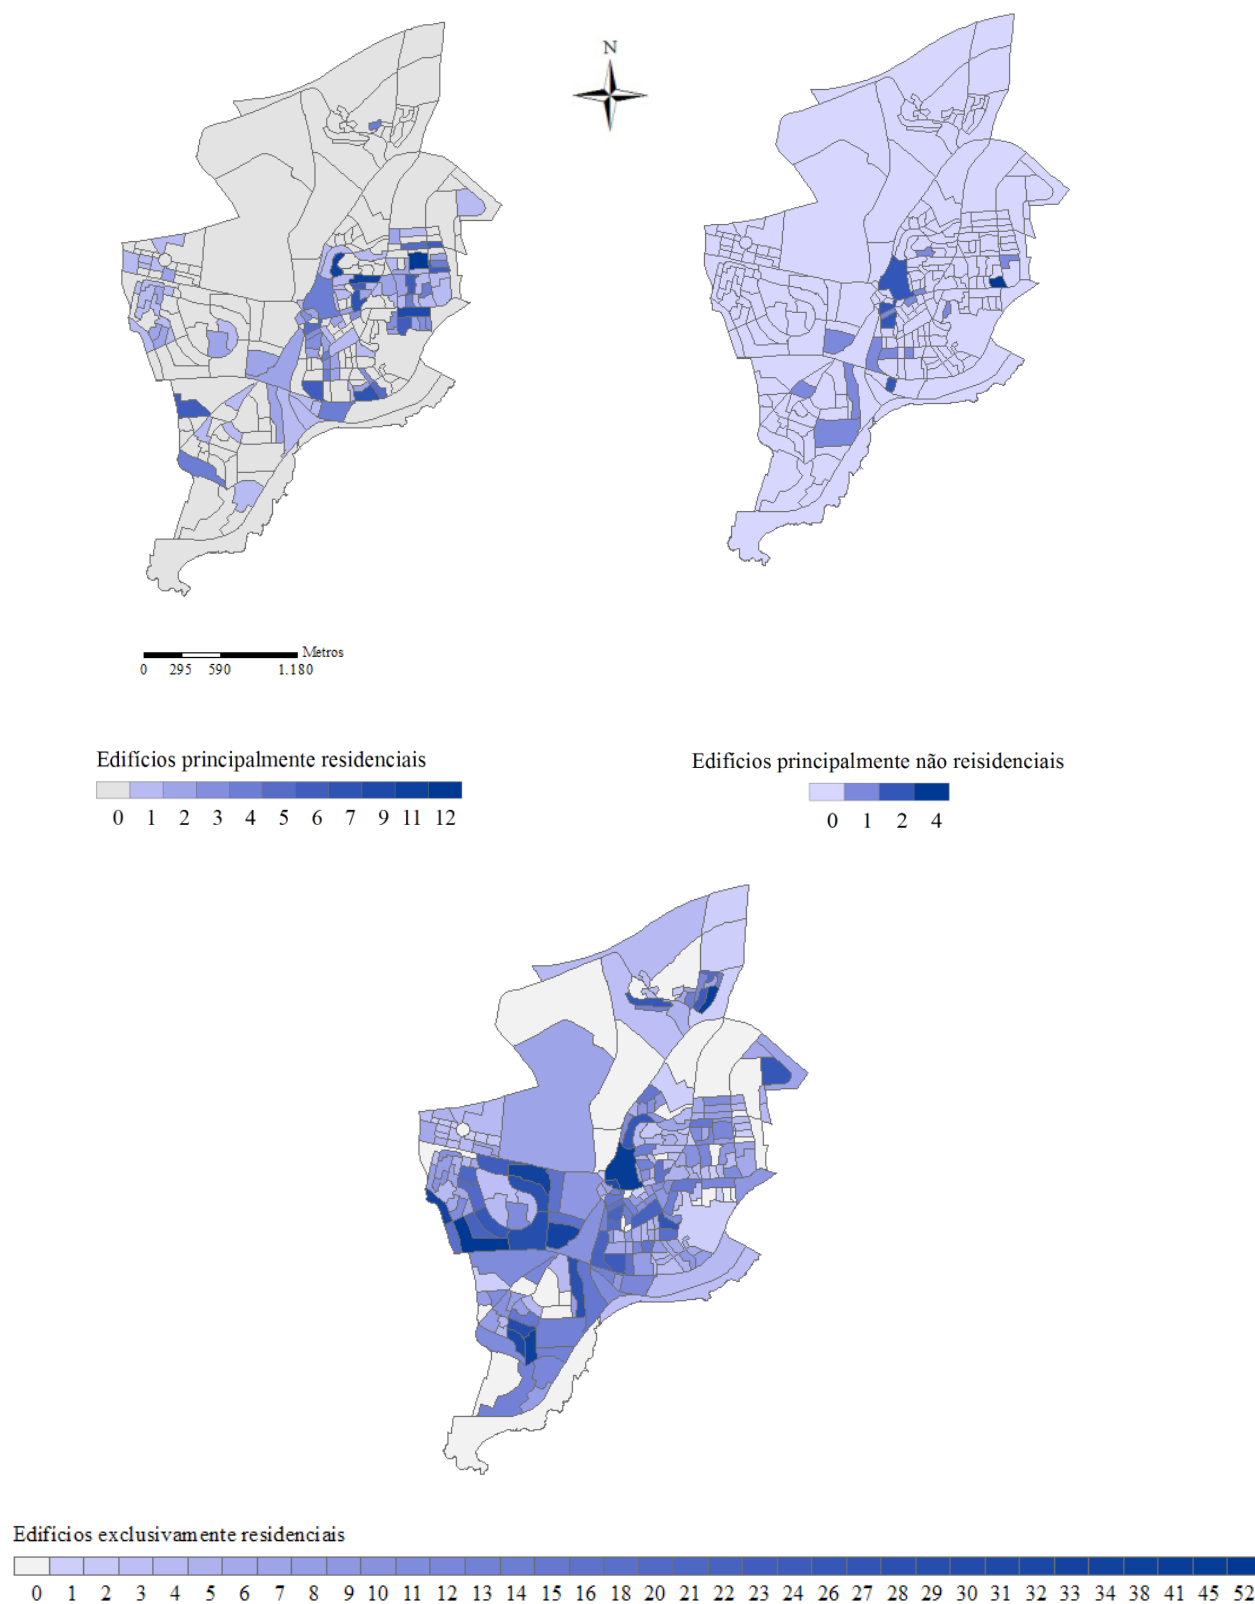 N
Metros
0 295 590 1.180
Edifícios principalmente residenciais
0 1 2 3 4 5 6 7 9 11 12
Edifícios principalmente não reisidenciais
0 1 2 4
Edifícios exclusivamente residenciais
0 1 2 3 4 5 6 7 8 9 10 11 12 13 14 15 16 18 20 21 22 23 24 26 27 28 29 30 31 32 33 34 38 41 45 52